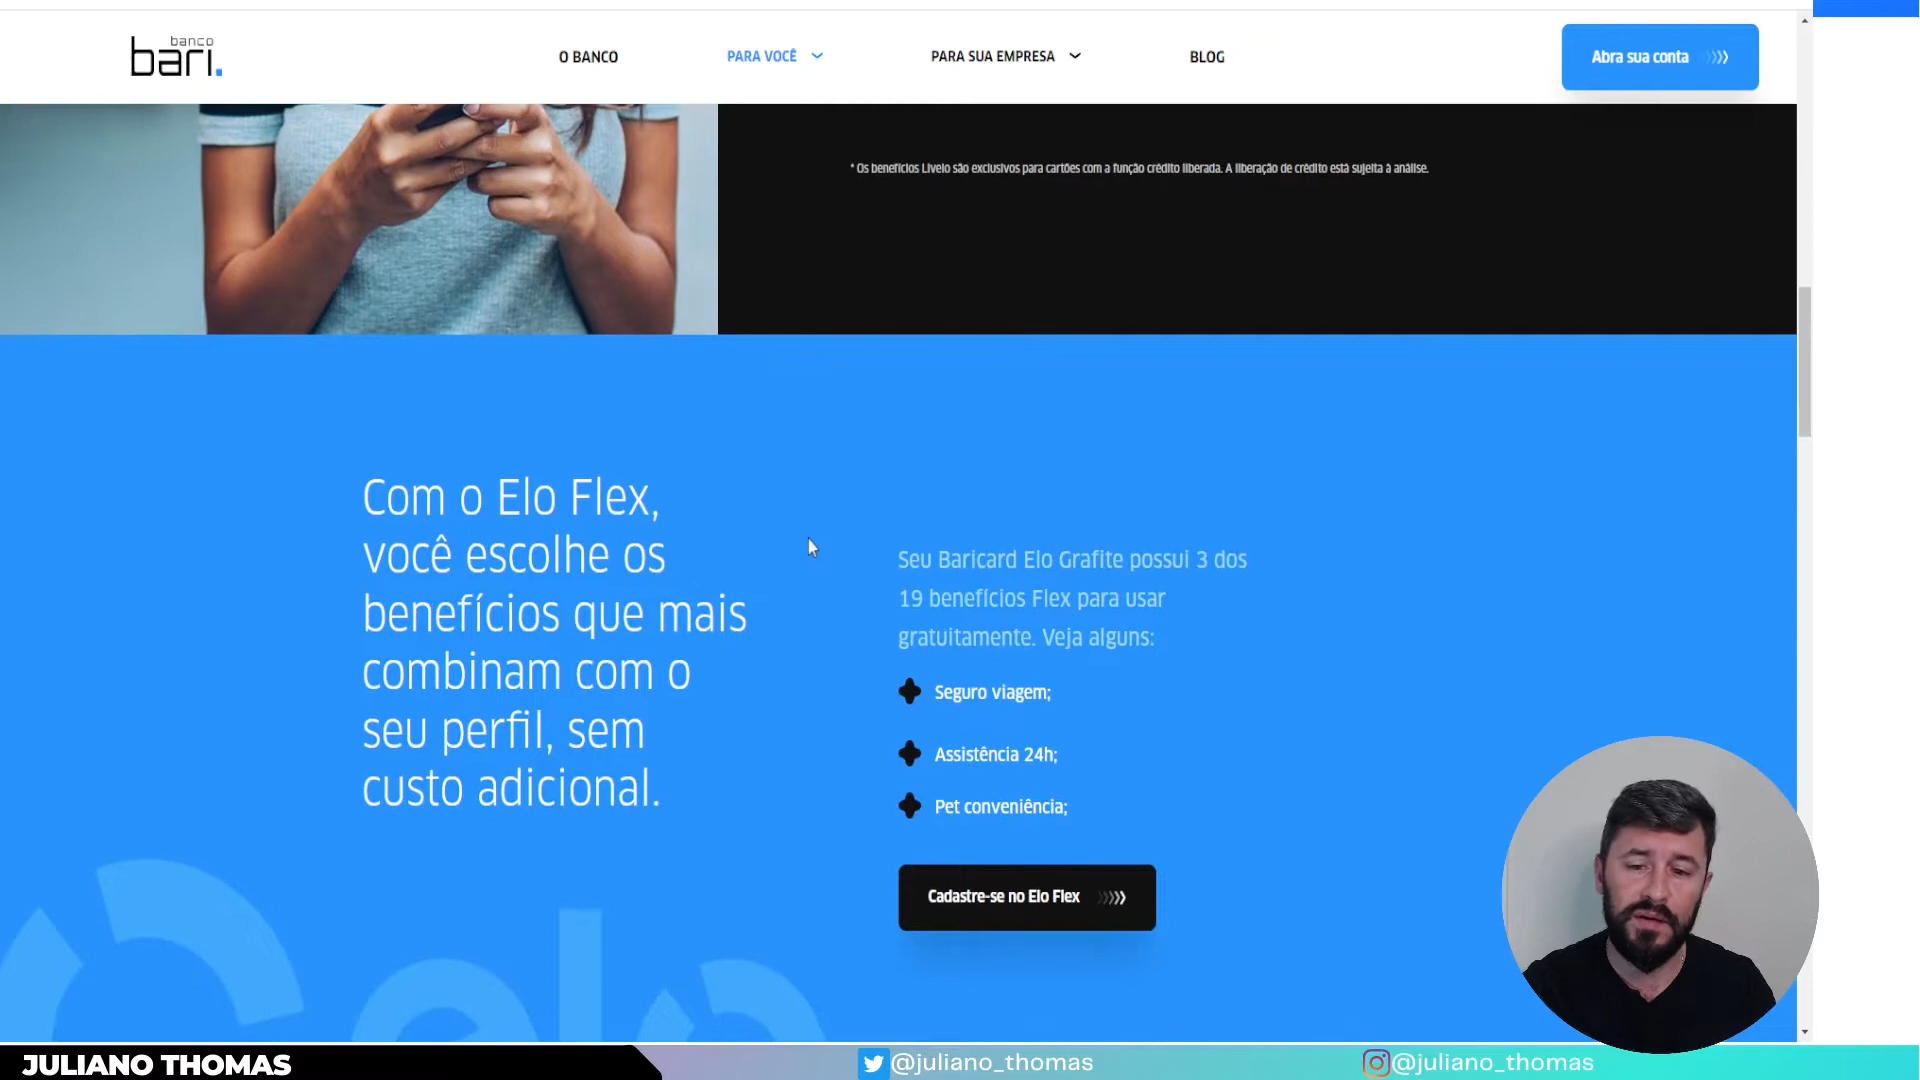 banco
bari.
O BANCO
PARA VOCÊ
PARA SUA EMPRESA
BLOG
Abra sua conta
* Os benefícios Livelo são exclusivos para cartões com a função crédito liberada. A liberação de crédito está sujeita à análise.
Com o Elo Flex,
você escolhe os
benefícios que mais
combinam com o
seu perfil, sem
custo adicional.
Seu Baricard Elo Grafite possui 3 dos
19 benefícios Flex para usar
gratuitamente. Veja alguns:
Seguro viagem;
Assistência 24h;
Pet conveniência;
Cadastre-se no Elo Flex
elo
JULIANO THOMAS
@juliano_thomas
@juliano_thomas